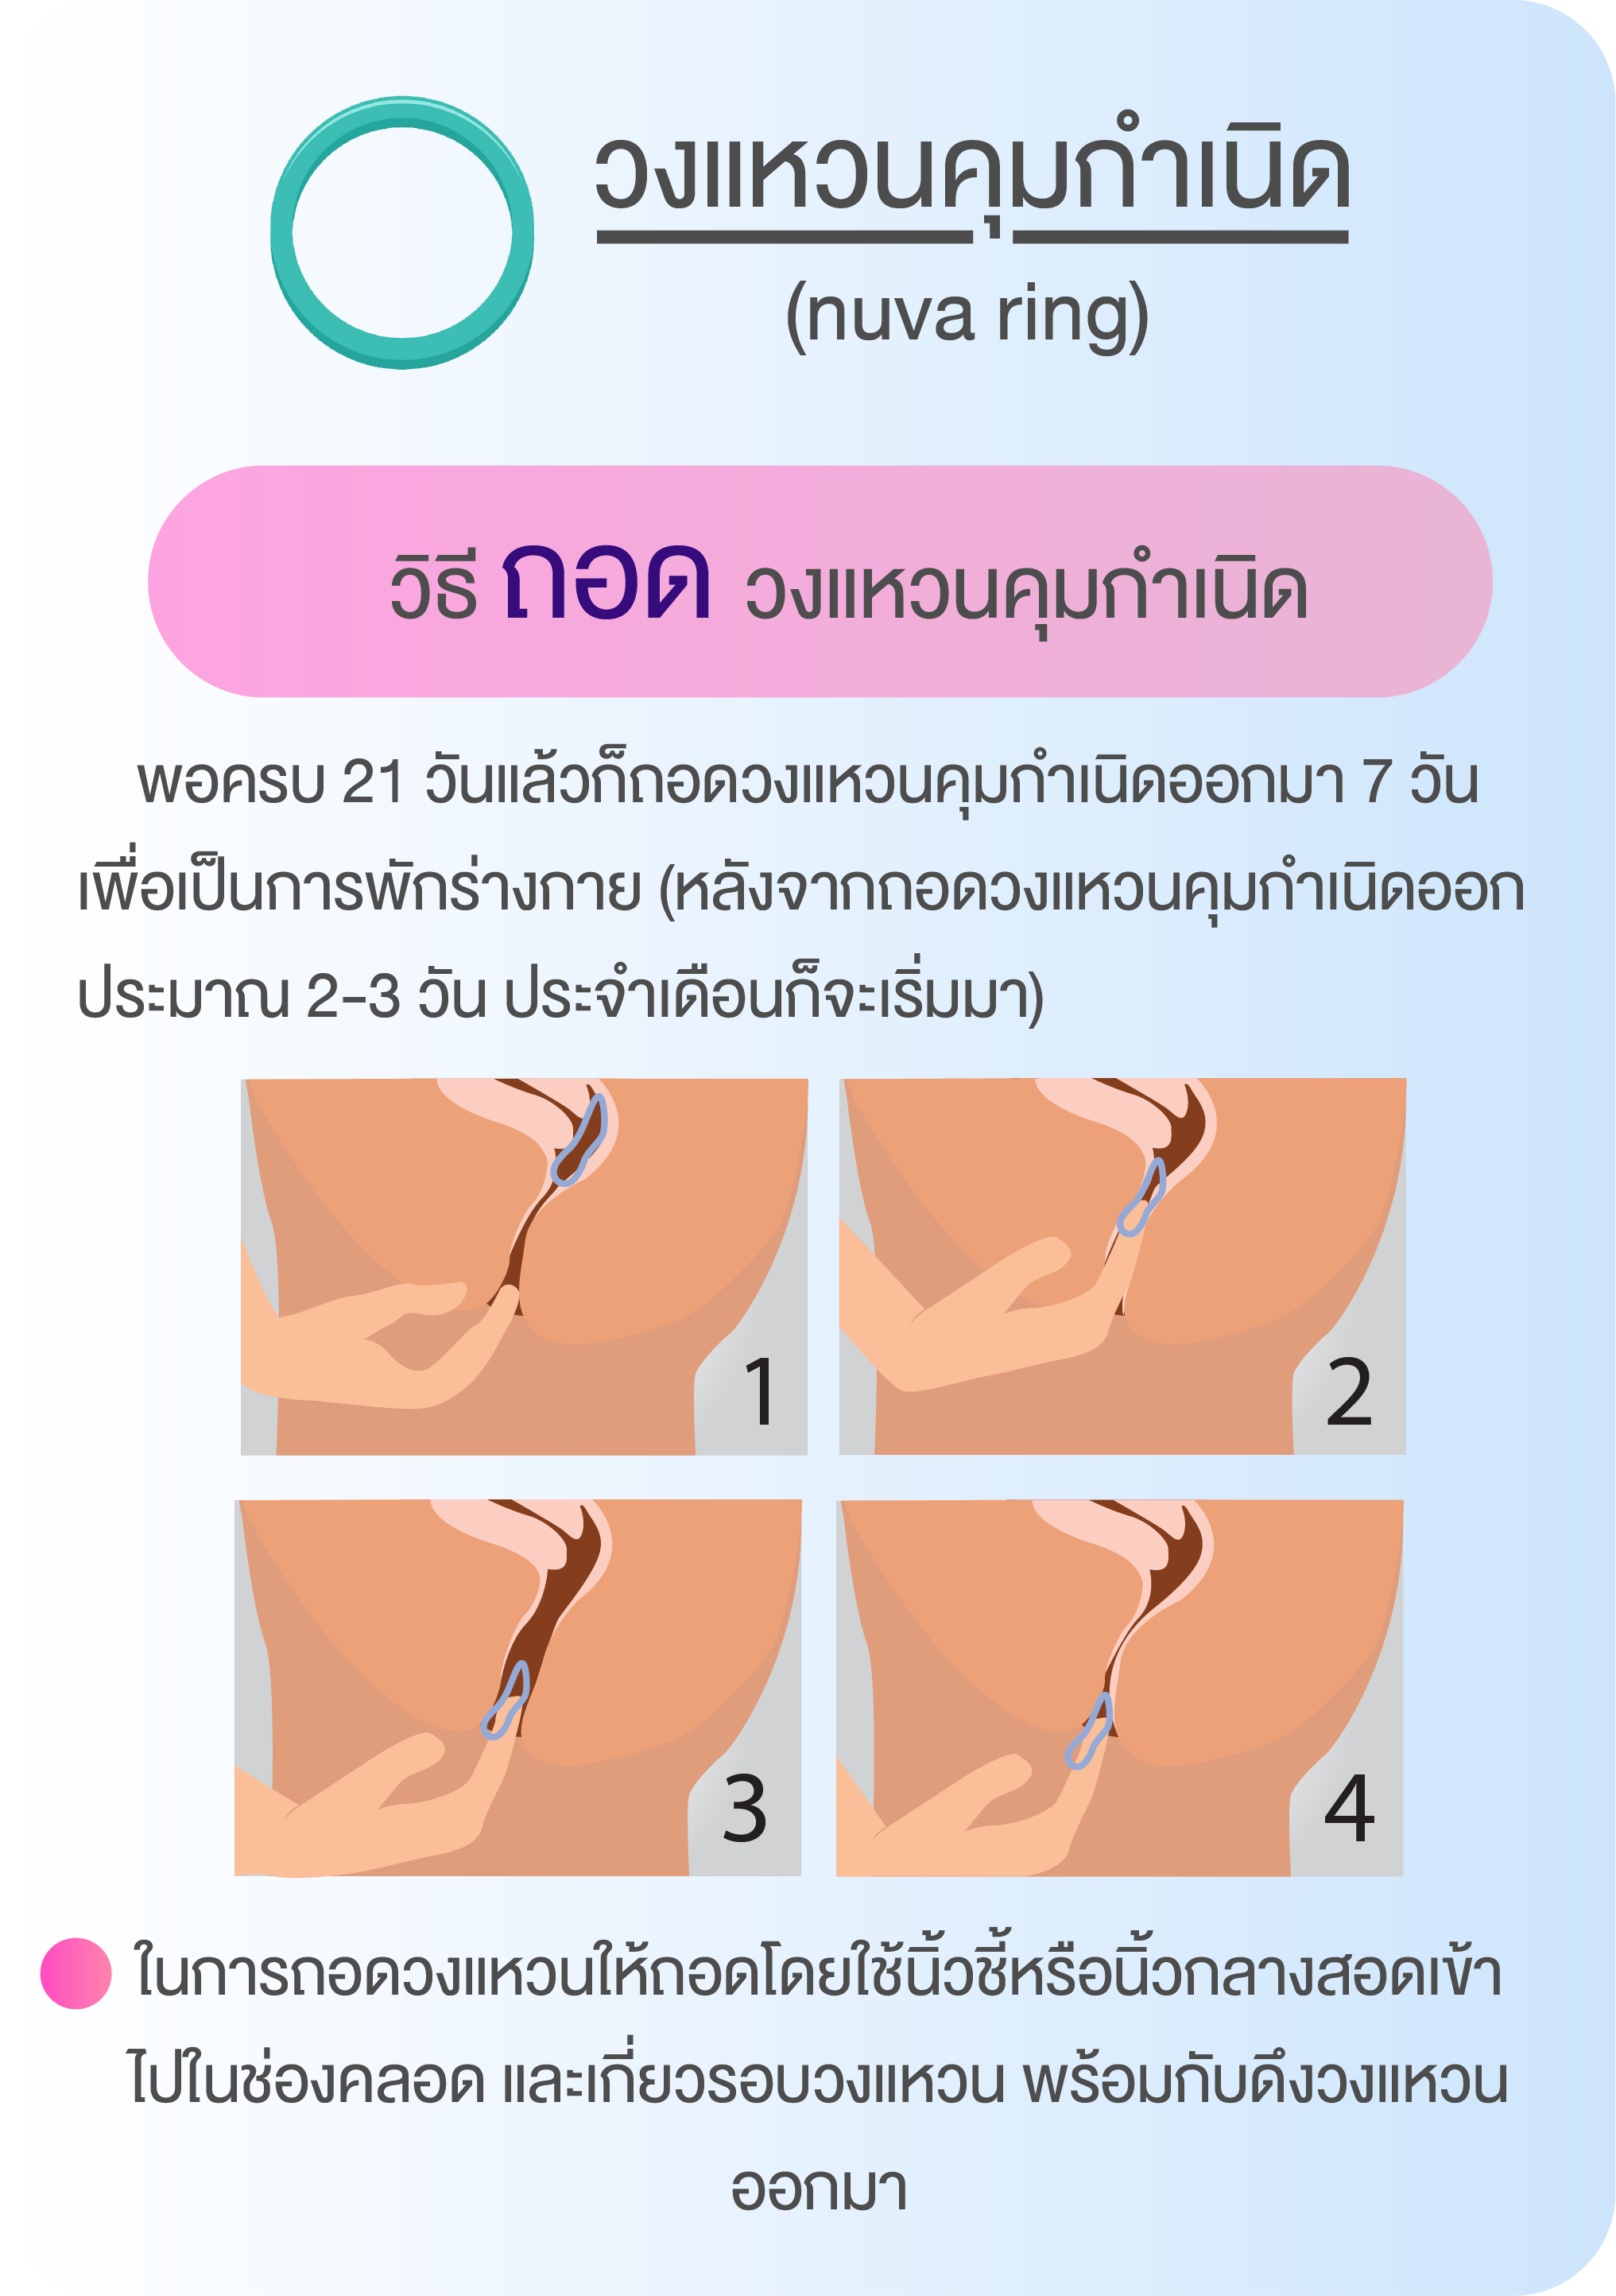 วงแหวนคุมกำเนิด
(nuva ring)
วิธี ถอด วงแหวนคุมกำเนิด
พอครบ 21 วันแล้วก็ถอดวงแหวนคุมกำเนิดออกมา 7 วัน
เพื่อเป็นการพักร่างกาย (หลังจากถอดวงแหวนคุมกำเนิดออก
ประมาณ 2-3 วัน ประจำเดือนก็จะเริ่มมา)
1
2
3
4
ในการถอดวงแหวนให้ถอดโดยใช้นิ้วชี้หรือนิ้วกลางสอดเข้า
ไปในช่องคลอด และเกี่ยวรอบวงแหวน พร้อมกับดึงวงแหวน
ออกมา